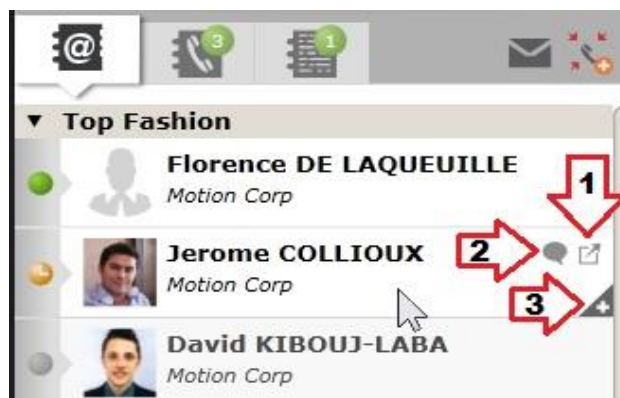 @
3
1
Top Fashion
Florence DE LAQUEUILLE
Motion Corp
1
Jerome COLLIOUX
2
Motion Corp
3
David KIBOUJ-LABA
Motion Corp